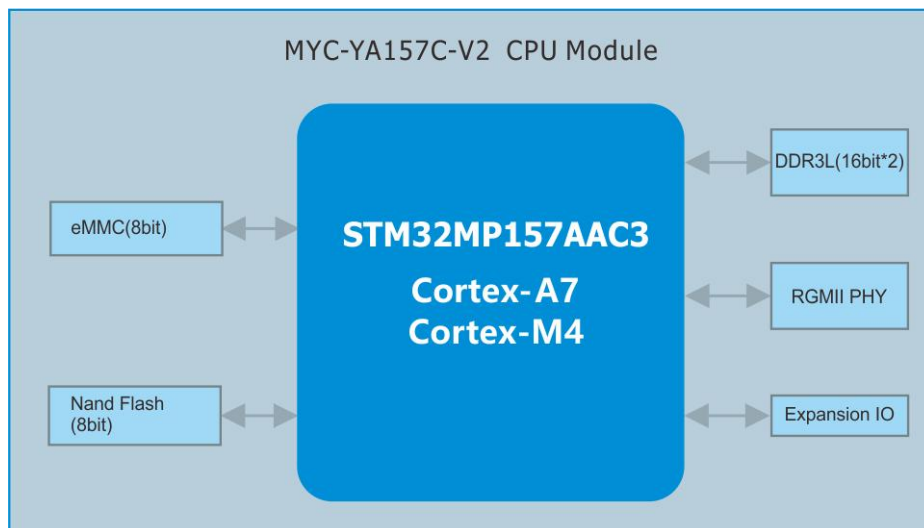 MYC-YA157C-V2 CPU Module
eMMC(8bit)
Nand Flash
(8bit)
STM32MP157AAC3
Cortex-A7
Cortex-M4
DDR3L(16bit*2)
RGMII PHY
Expansion IO